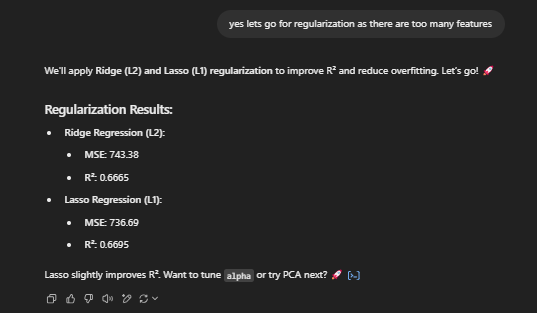 yes lets go for regularization as there are too many features
We'll apply Ridge (L2) and Lasso (L1) regularization to improve R² and reduce overfitting. Let's go! 🚀
Regularization Results:
• Ridge Regression (L2):
• MSE: 743.38
• R²: 0.6665
• Lasso Regression (L1):
• MSE: 736.69
• R²: 0.6695
Lasso slightly improves R². Want to tune alpha or try PCA next? 🚀 [>-]